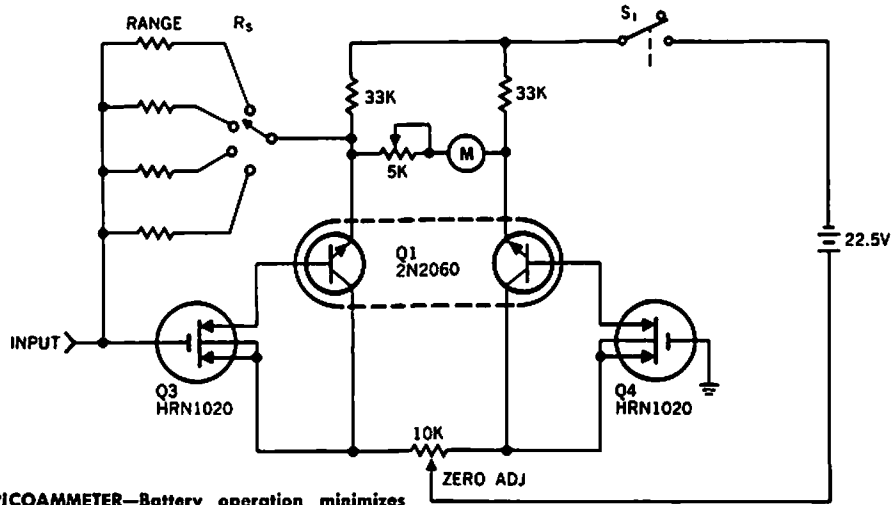 RANGE
Rs
S1
33K
33K
5K
M
Q1
2N2060
22.5V
INPUT
Q3
HRN1020
Q4
HRN1020
10K
ZERO ADJ
PICOAMMETER—Battery operation minimizes